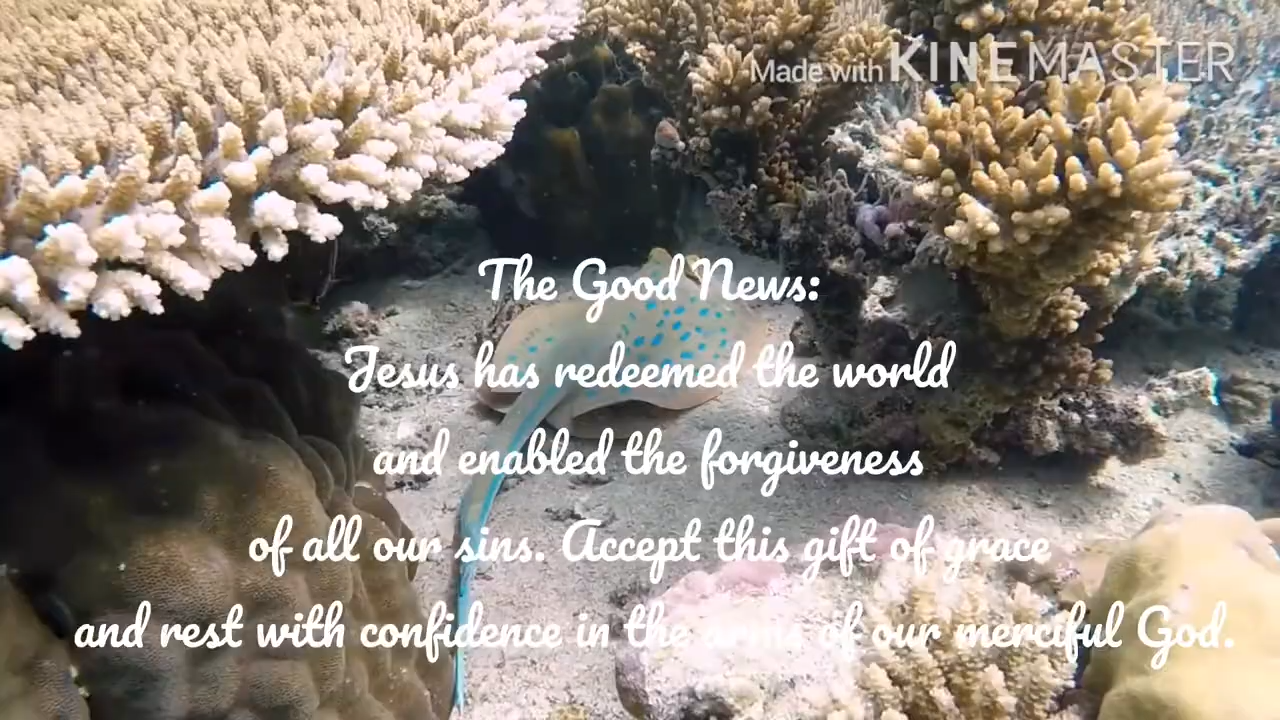 Made with KINEMASTER
The Good News:
Jesus has redeemed the world
and enabled the forgiveness
of all our sins. Accept this gift of grace
and rest with confidence in the arms of our merciful God.